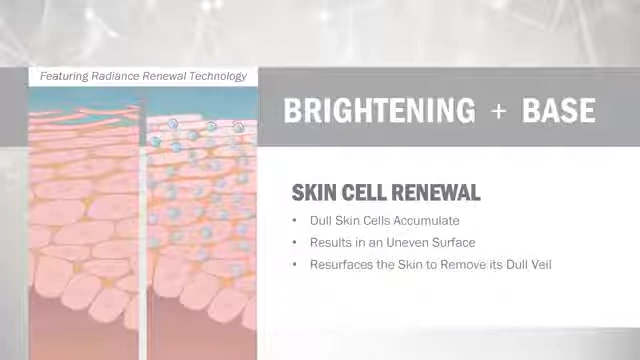 Featuring Radiance Renewal Technology
BRIGHTENING + BASE
SKIN CELL RENEWAL
• Dull Skin Cells Accumulate
• Results in an Uneven Surface
• Resurfaces the Skin to Remove its Dull Veil